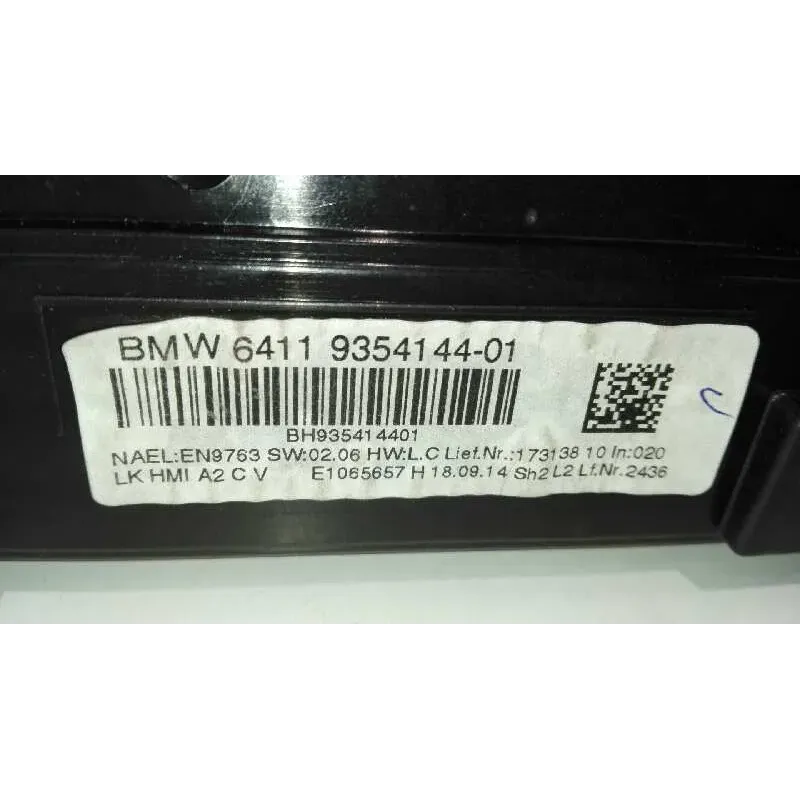 BMW 6411 9354144-01
BH935414401
NAEL:EN9763 SW:02.06 HW:L.C Lief.Nr.:173138 10 In:020
LK HMI A2 C V E1065657 H 18.09.14 Sh2 L2 Lf.Nr.2436